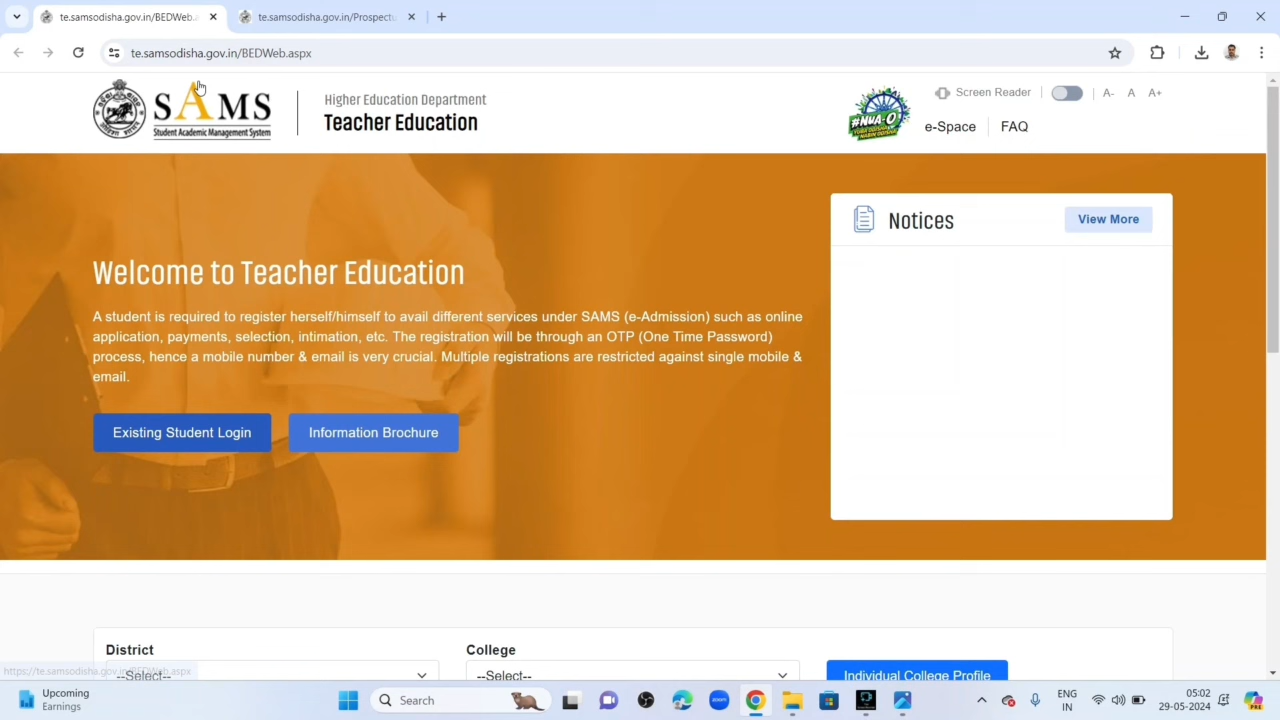 te.samsodisha.gov.in/BEDWeb.a
te.samsodisha.gov.in/Prospectu
te.samsodisha.gov.in/BEDWeb.aspx
SAMS
Student Academic Management System
Higher Education Department
Teacher Education
#NUA-O
YUBA ODISHA
NABIN ODISHA
Screen Reader
A-
A
A+
e-Space
FAQ
Notices
View More
Welcome to Teacher Education
A student is required to register herself/himself to avail different services under SAMS (e-Admission) such as online
application, payments, selection, intimation, etc. The registration will be through an OTP (One Time Password)
process, hence a mobile number & email is very crucial. Multiple registrations are restricted against single mobile &
email.
Existing Student Login
Information Brochure
District
College
--Select--
--Select--
Individual College Profile
https://te.samsodisha.gov.in/BEDWeb.aspx
Upcoming
Earnings
Search
zoom
ENG
IN
05:02
29-05-2024